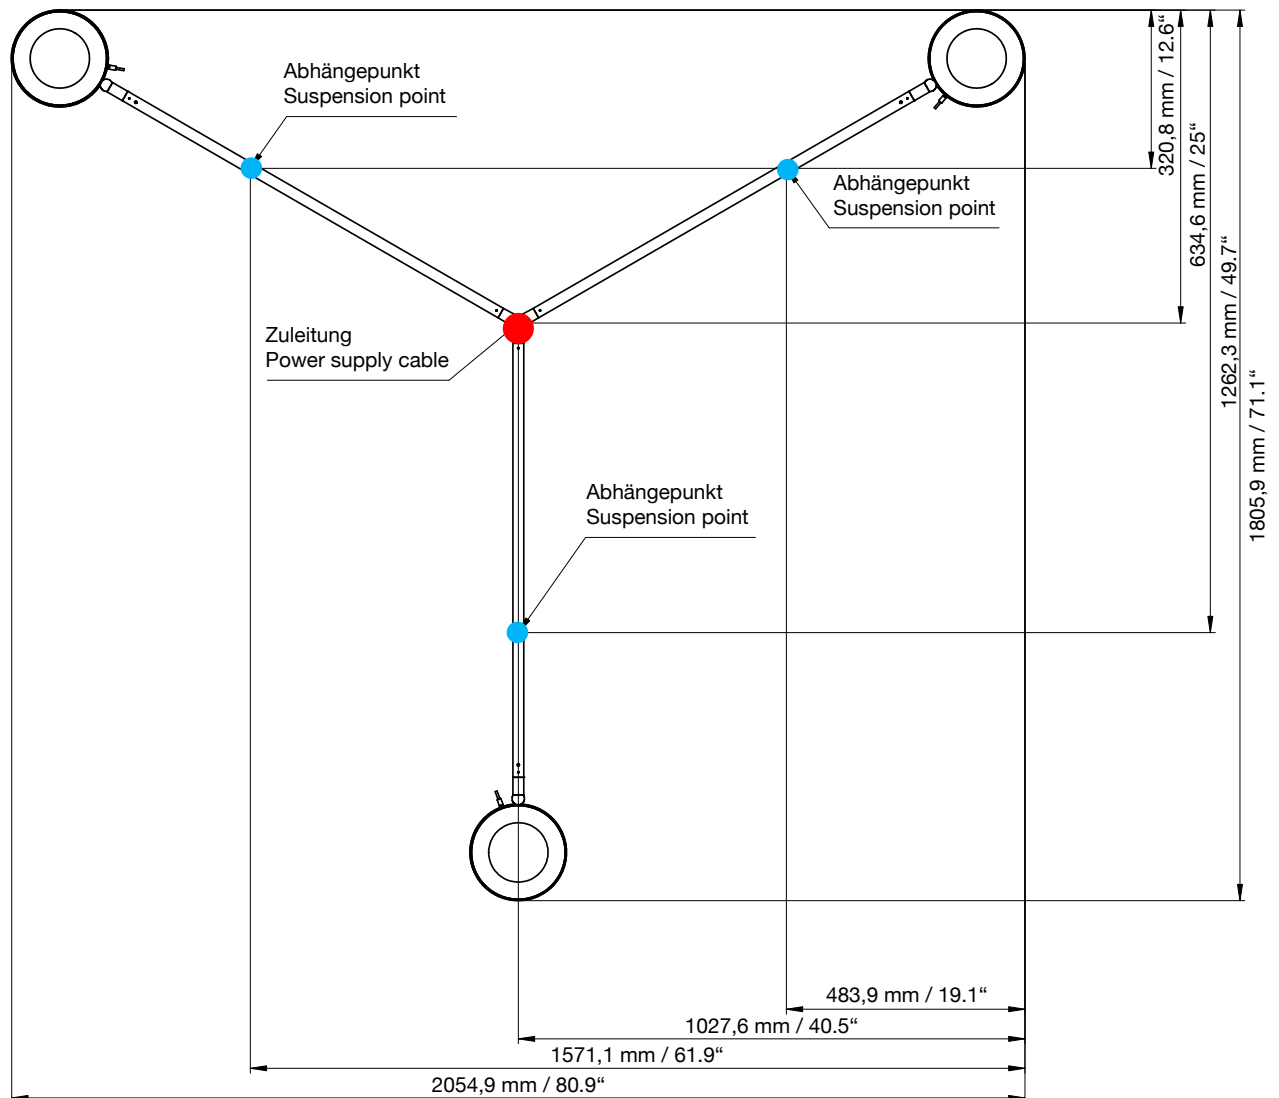 Abhängepunkt
Suspension point
Abhängepunkt
Suspension point
Zuleitung
Power supply cable
Abhängepunkt
Suspension point
320,8 mm / 12.6“
634,6 mm / 25“
1262,3 mm / 49.7“
1805,9 mm / 71.1“
483,9 mm / 19.1“
1027,6 mm / 40.5“
1571,1 mm / 61.9“
2054,9 mm / 80.9“